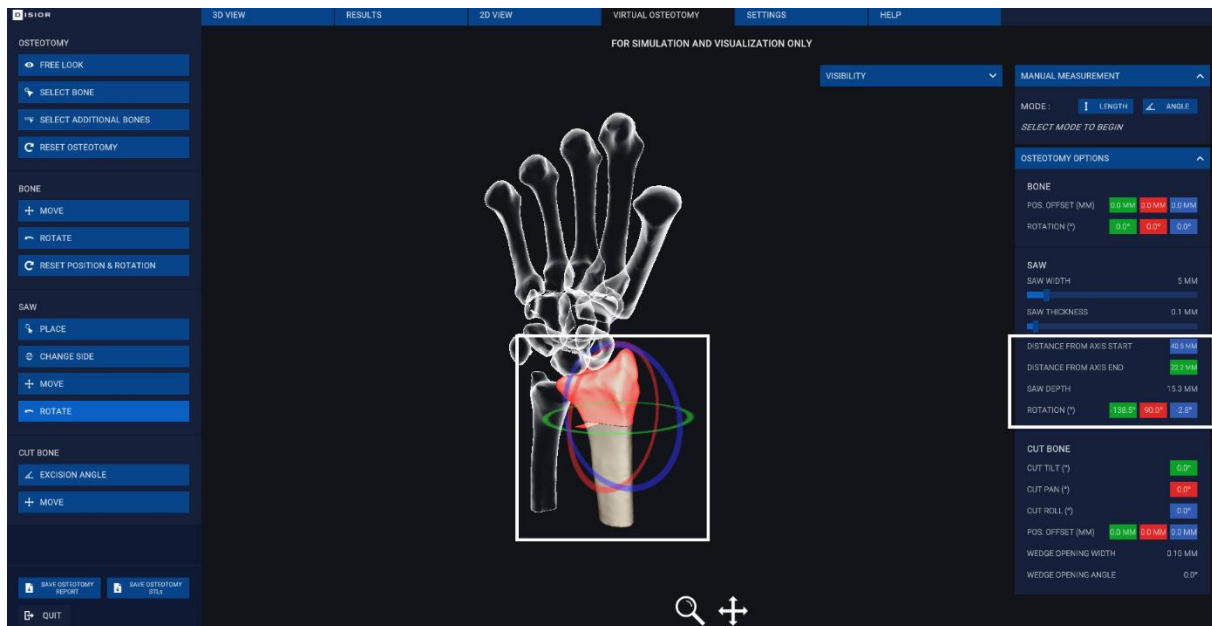 DISIOR
3D VIEW
RESULTS
2D VIEW
VIRTUAL OSTEOTOMY
SETTINGS
HELP
FOR SIMULATION AND VISUALIZATION ONLY
OSTEOTOMY
FREE LOOK
SELECT BONE
SELECT ADDITIONAL BONES
RESET OSTEOTOMY
BONE
MOVE
ROTATE
RESET POSITION & ROTATION
SAW
PLACE
CHANGE SIDE
MOVE
ROTATE
CUT BONE
EXCISION ANGLE
MOVE
SAVE OSTEOTOMY
REPORT
SAVE OSTEOTOMY
STLs
QUIT
VISIBILITY
MANUAL MEASUREMENT
MODE : LENGTH ANGLE
SELECT MODE TO BEGIN
OSTEOTOMY OPTIONS
BONE
POS. OFFSET (MM) 0.0 MM 0.0 MM 0.0 MM
ROTATION (°) 0.0° 0.0° 0.0°
SAW
SAW WIDTH 5 MM
SAW THICKNESS 0.1 MM
DISTANCE FROM AXIS START 40.5 MM
DISTANCE FROM AXIS END 22.2 MM
SAW DEPTH 15.3 MM
ROTATION (°) -138.5° 90.0° -2.8°
CUT BONE
CUT TILT (°) 0.0°
CUT PAN (°) 0.0°
CUT ROLL (°) 0.0°
POS. OFFSET (MM) 0.0 MM 0.0 MM 0.0 MM
WEDGE OPENING WIDTH 0.10 MM
WEDGE OPENING ANGLE 0.0°